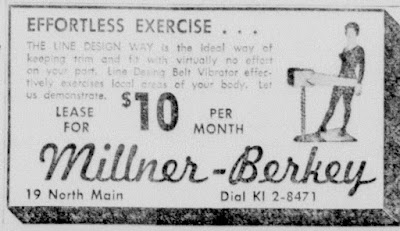 EFFORTLESS EXERCISE . . .
THE LINE DESIGN WAY is the ideal way of
keeping trim and fit with virtually no effort
on your part. Line Desing Belt Vibrator effec-
tively exercises local areas of your body. Let
us demonstrate.
LEASE FOR $10 PER MONTH
Millner-Berkey
19 North Main Dial KI 2-8471